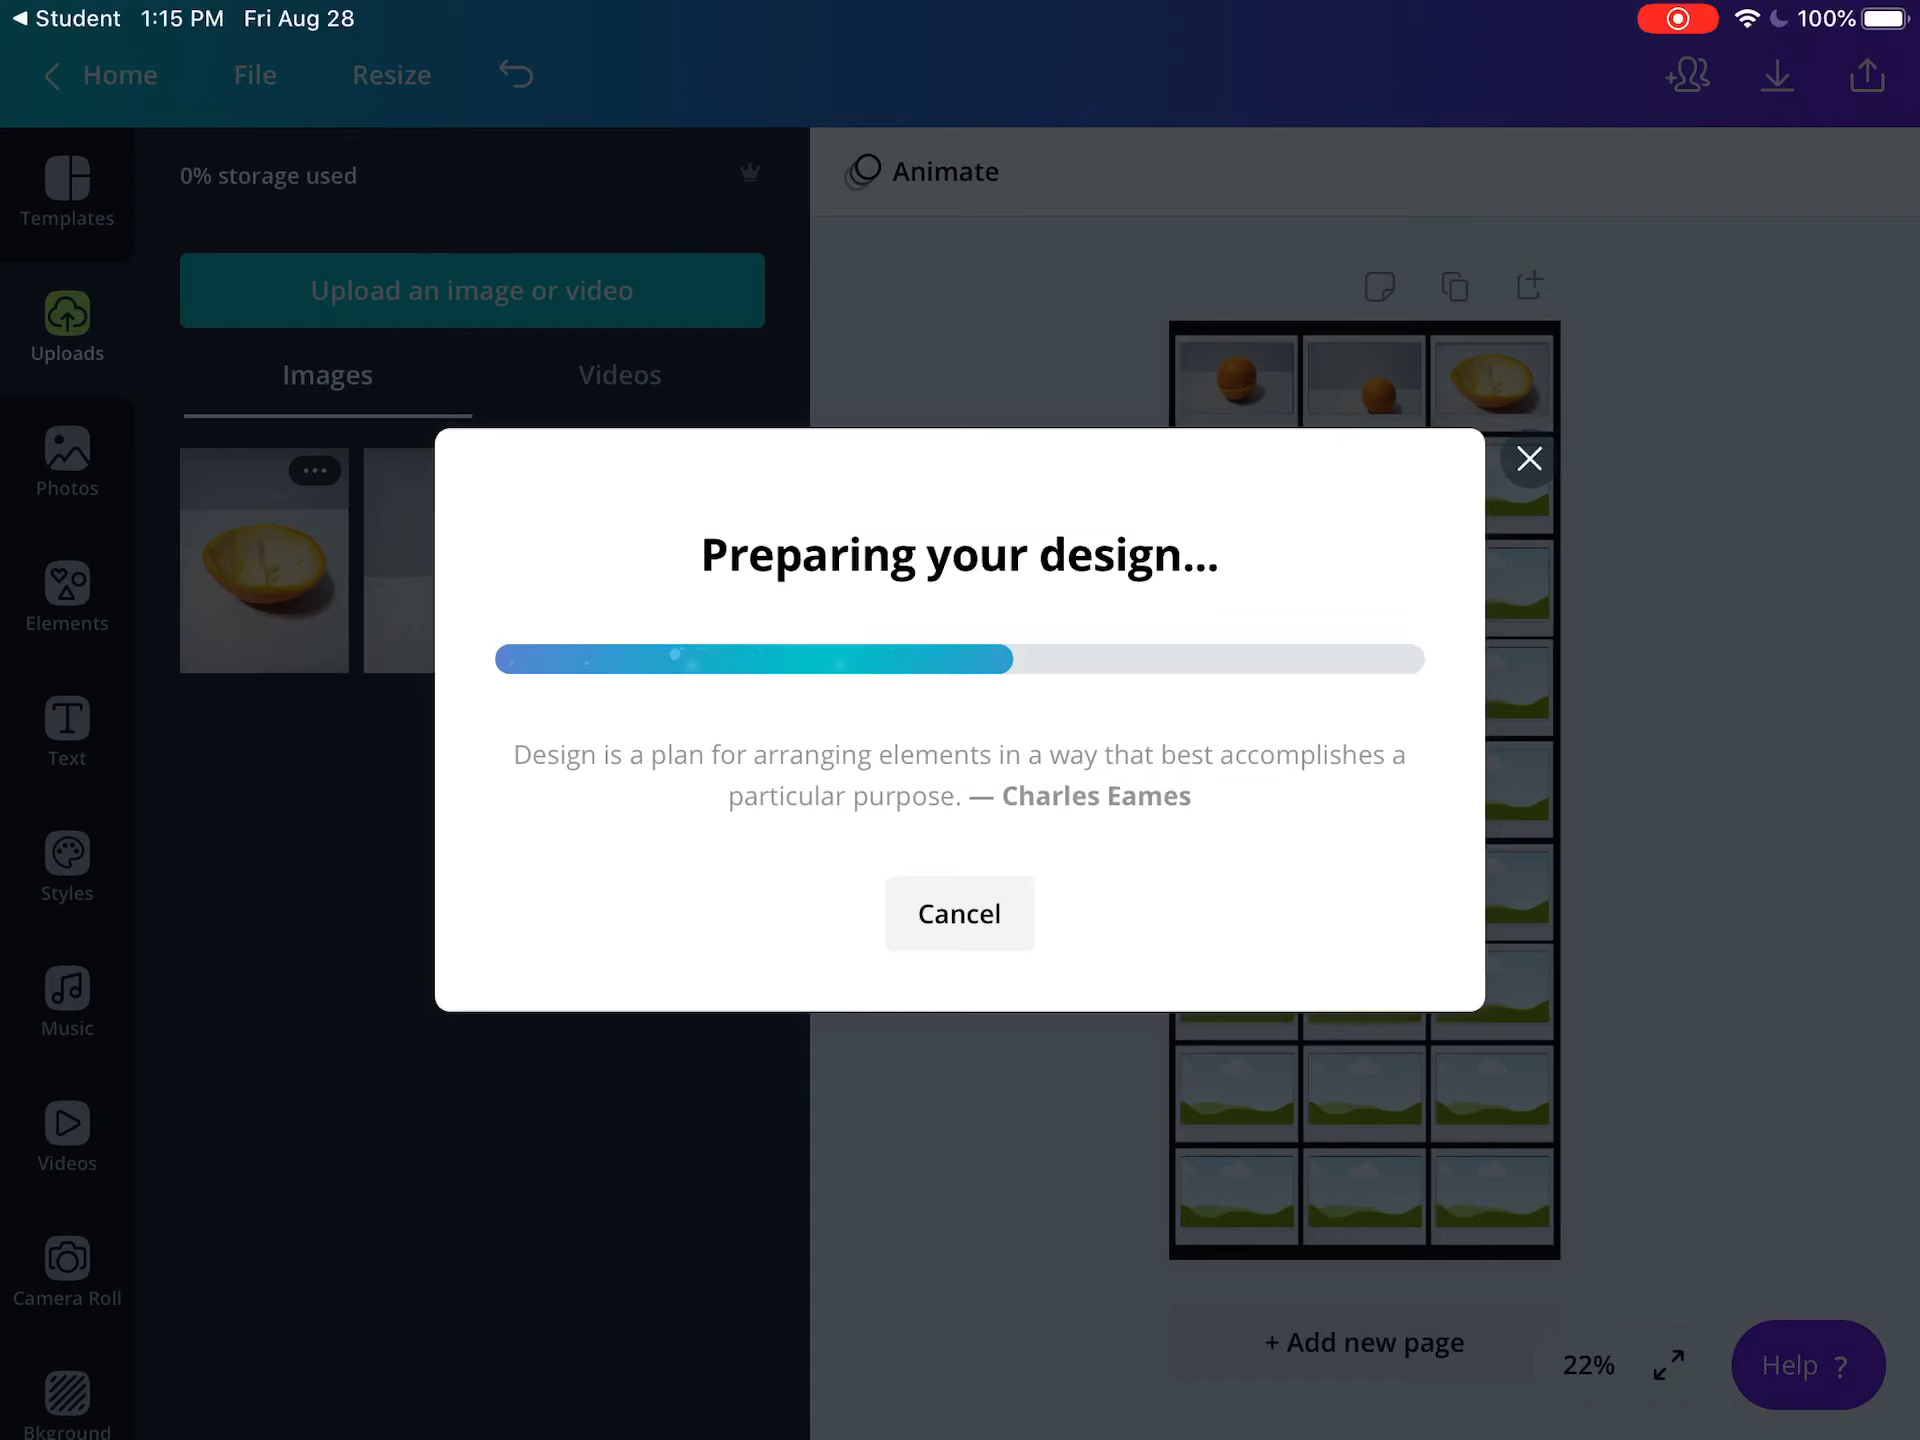 Student 1:15 PM Fri Aug 28
100%
Home File Resize
0% storage used
Animate
Templates
Upload an image or video
Uploads
Images Videos
Photos
Preparing your design...
Elements
Text
Design is a plan for arranging elements in a way that best accomplishes a
particular purpose. — Charles Eames
Styles
Cancel
Music
Videos
Camera Roll
+ Add new page
22%
Help ?
Bkground